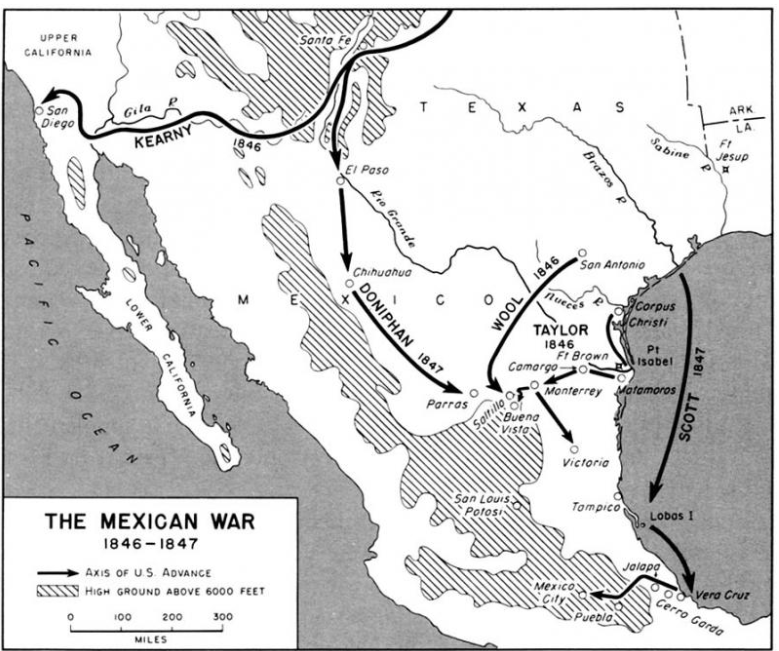 UPPER
CALIFORNIA
Santa Fe
San
Diego
Gila R
KEARNY
1846
T E X A S
ARK.
LA.
Ft
Jesup
Sabine R
Brazos R
El Paso
Rio Grande
PACIFIC OCEAN
Chihuahua
San Antonio
M E X I C O
DONIPHAN
1847
WOOL
1846
Nueces R
TAYLOR
1846
Corpus
Christi
Pt
Isabel
Ft Brown
Camargo
Monterrey
Matamoros
SCOTT 1847
LOWER
CALIFORNIA
Parras
Saltillo
Buena
Vista
Victoria
San Louis
Potosi
Tampico
Lobas I
Jalapa
Mexico
City
Puebla
Vera Cruz
Cerro Garda
THE MEXICAN WAR
1846–1847
AXIS OF U.S. ADVANCE
HIGH GROUND ABOVE 6000 FEET
0 100 200 300
MILES